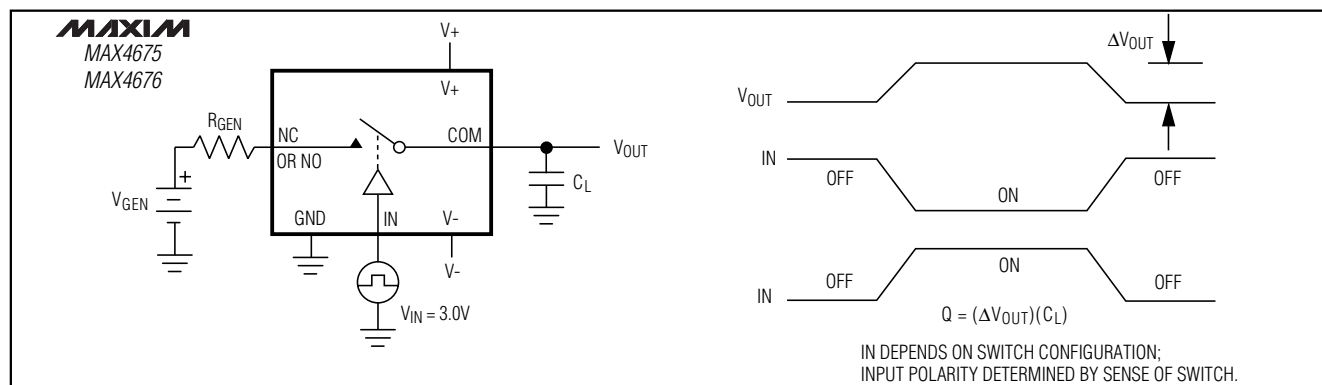 MAXIM
MAX4675
MAX4676
V+
V+
RGEN
NC
OR NO
COM
VOUT
CL
VGEN
+
GND
IN
V-
V-
VIN = 3.0V
ΔVOUT
VOUT
IN
OFF
ON
OFF
IN
OFF
ON
OFF
Q = (ΔVOUT)(CL)
IN DEPENDS ON SWITCH CONFIGURATION;
INPUT POLARITY DETERMINED BY SENSE OF SWITCH.